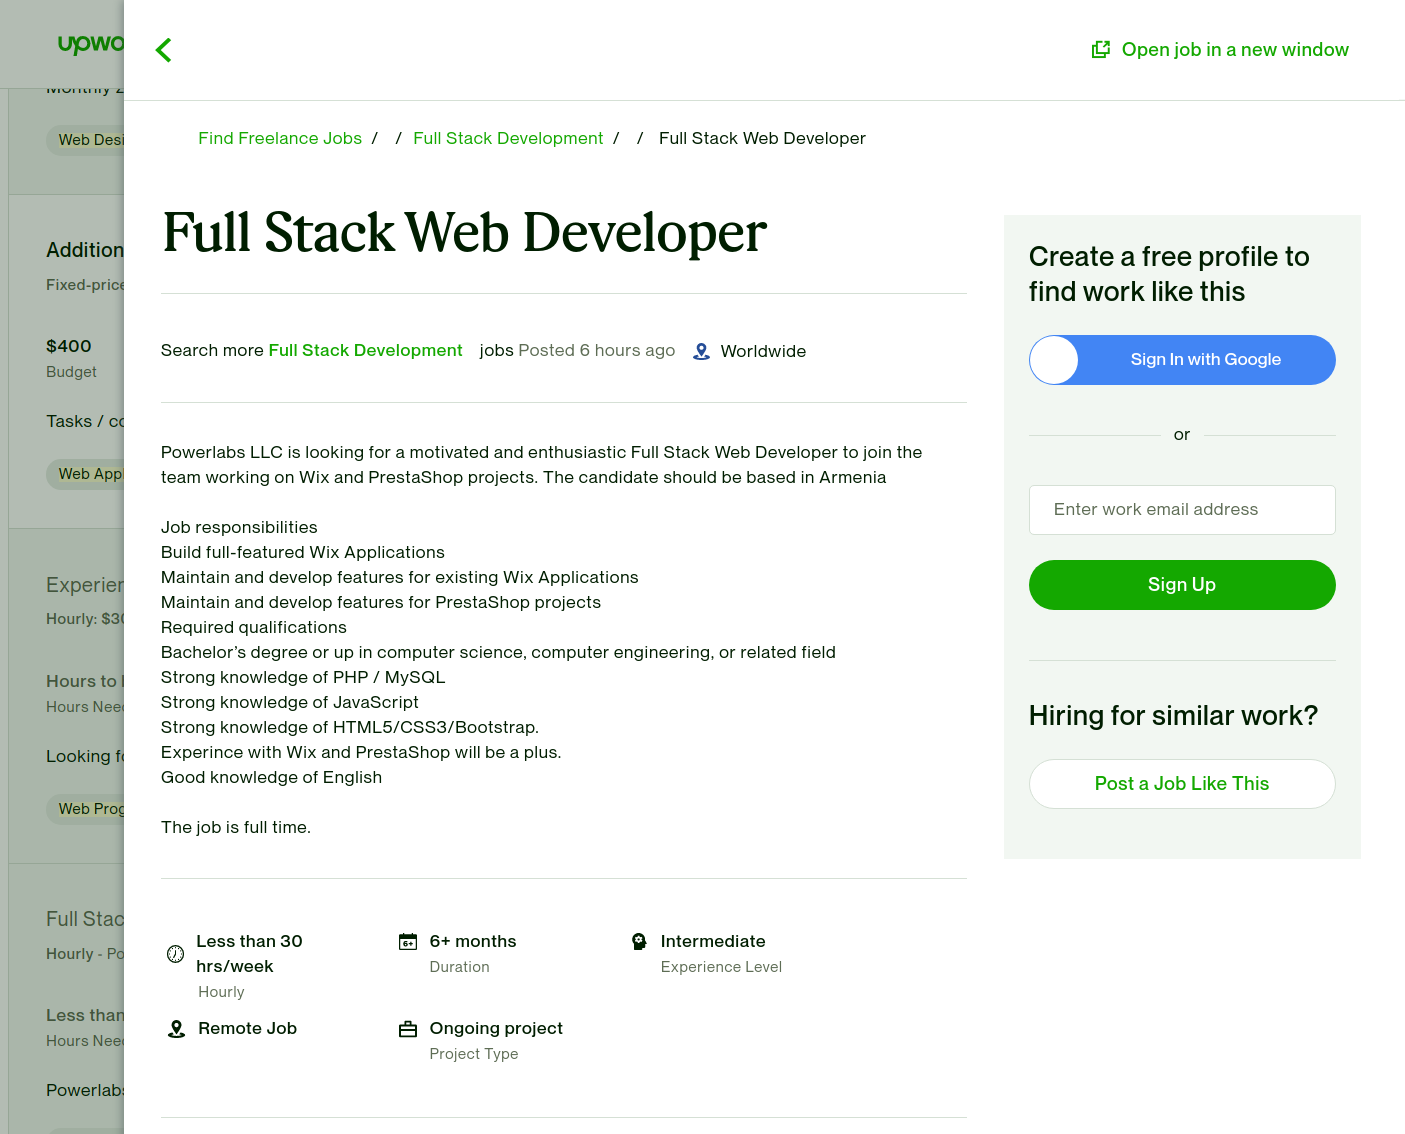 upwo
Open job in a new window
Find Freelance Jobs / / Full Stack Development / / Full Stack Web Developer
Web Desi
Full Stack Web Developer
Search more Full Stack Development jobs Posted 6 hours ago Worldwide
Powerlabs LLC is looking for a motivated and enthusiastic Full Stack Web Developer to join the
team working on Wix and PrestaShop projects. The candidate should be based in Armenia
Job responsibilities
Build full-featured Wix Applications
Maintain and develop features for existing Wix Applications
Maintain and develop features for PrestaShop projects
Required qualifications
Bachelor’s degree or up in computer science, computer engineering, or related field
Strong knowledge of PHP / MySQL
Strong knowledge of JavaScript
Strong knowledge of HTML5/CSS3/Bootstrap.
Experince with Wix and PrestaShop will be a plus.
Good knowledge of English
The job is full time.
Less than 30
hrs/week
Hourly
6+ months
Duration
Intermediate
Experience Level
Remote Job
Ongoing project
Project Type
Create a free profile to
find work like this
Sign In with Google
or
Enter work email address
Sign Up
Hiring for similar work?
Post a Job Like This
Addition
Fixed-price
$400
Budget
Tasks / co
Web Appl
Experien
Hourly: $30
Hours to
Hours Need
Looking fo
Web Prog
Full Stac
Hourly - Po
Less than
Hours Need
Powerlabs